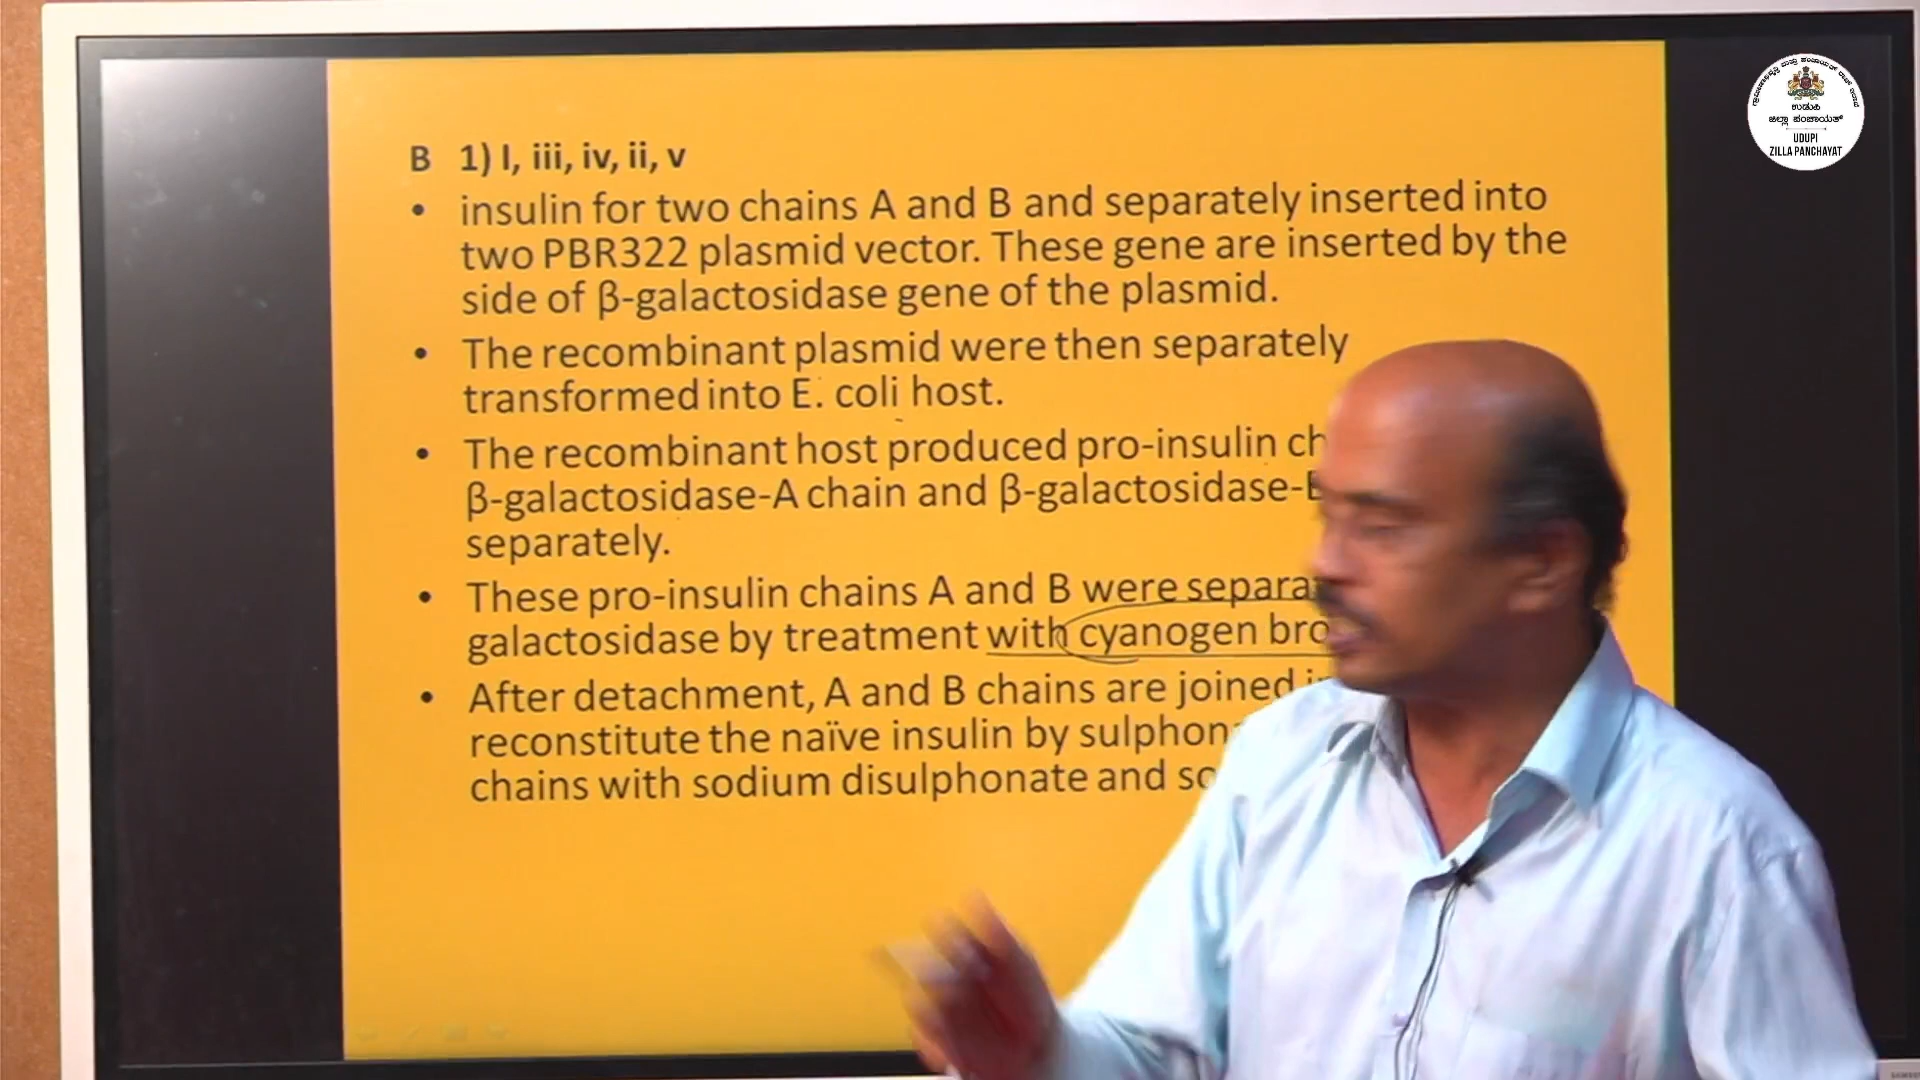 B 1) I, iii, iv, ii, v
• insulin for two chains A and B and separately inserted into
two PBR322 plasmid vector. These gene are inserted by the
side of β-galactosidase gene of the plasmid.
• The recombinant plasmid were then separately
transformed into E. coli host.
• The recombinant host produced pro-insulin
β-galactosidase-A chain and β-galactosidase-
separately.
• These pro-insulin chains A and B were
galactosidase by treatment with cyanogen
• After detachment, A and B chains are joined
reconstitute the naïve insulin by
chains with sodium disulphonate and
ಉಡುಪಿ
ಜಿಲ್ಲಾ ಪಂಚಾಯತ್
UDUPI
ZILLA PANCHAYAT